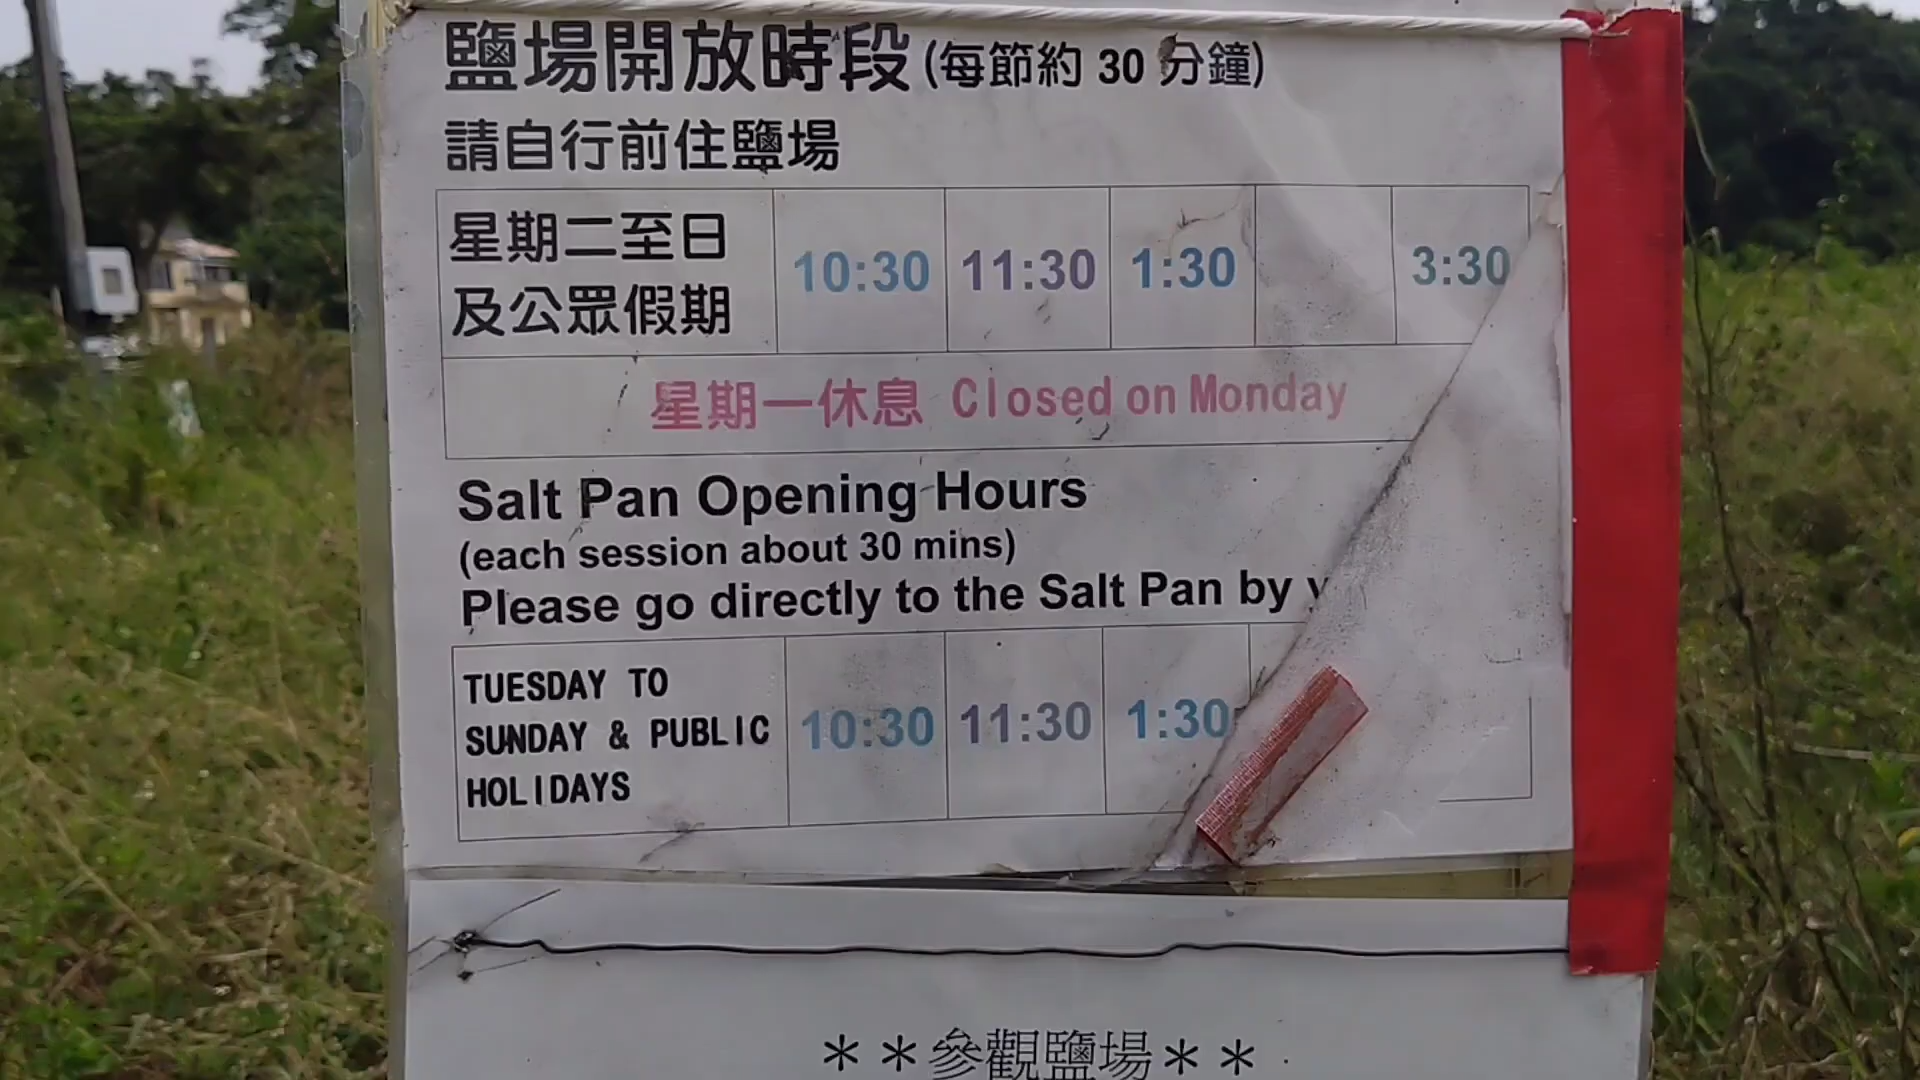 鹽場開放時段(每節約 30 分鐘)
請自行前住鹽場
星期二至日
及公眾假期
10:30 11:30 1:30 3:30
星期一休息 Closed on Monday
Salt Pan Opening Hours
(each session about 30 mins)
Please go directly to the Salt Pan by
TUESDAY TO
SUNDAY & PUBLIC
HOLIDAYS
10:30 11:30 1:30
**參觀鹽場**